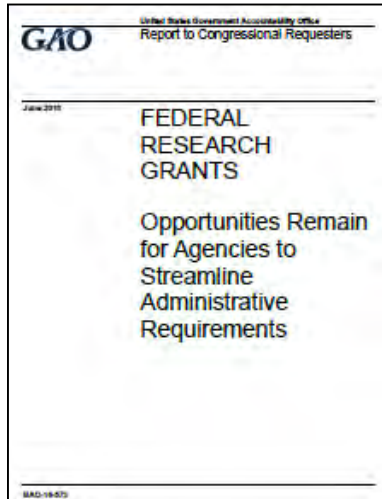 United States Government Accountability Office
GAO
Report to Congressional Requesters
June
FEDERAL
RESEARCH
GRANTS
Opportunities Remain
for Agencies to
Streamline
Administrative
Requirements